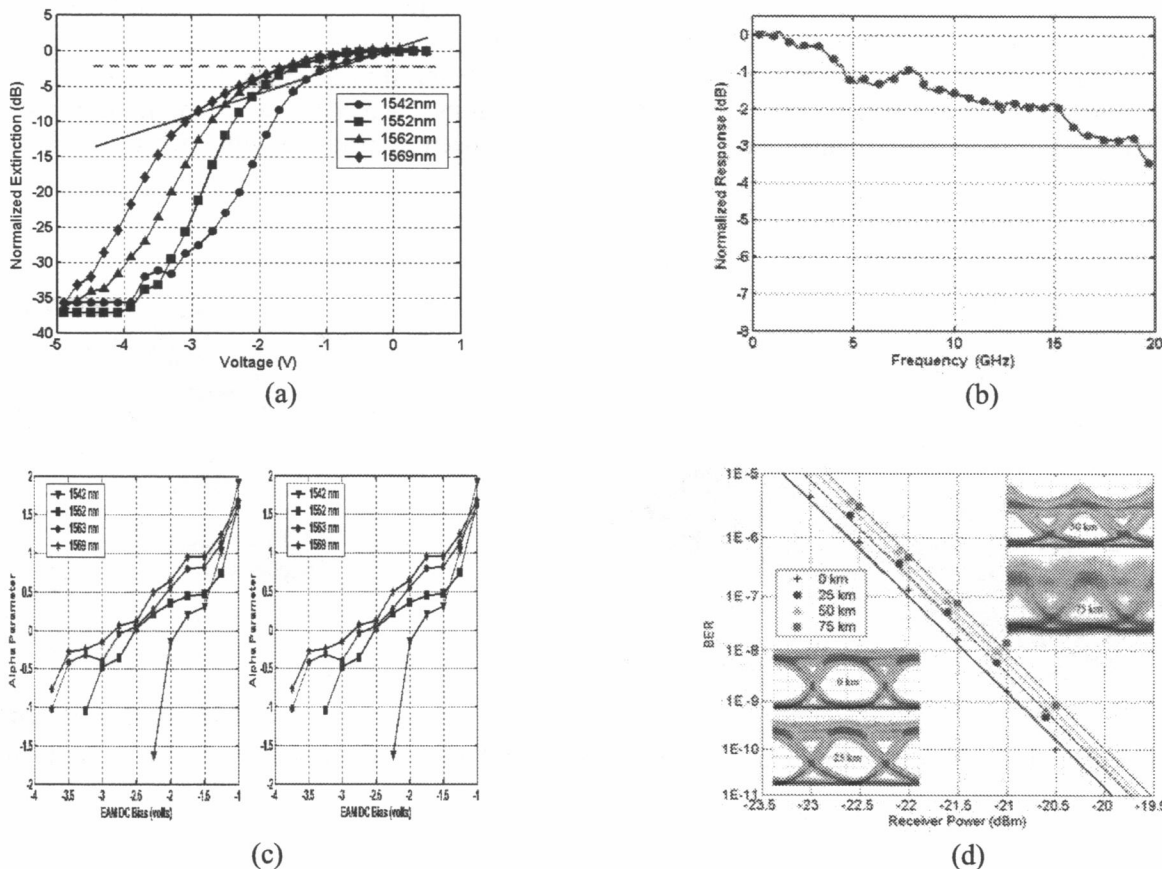 5
0
-5
-10
-15
-20
-25
-30
-35
-40
Normalized Extinction (dB)
1542nm
1552nm
1562nm
1569nm
-5 -4 -3 -2 -1 0 1
Voltage (V)
(a)
0
-1
-2
-3
-4
-5
-6
-7
-8
Normalized Response (dB)
0 5 10 15 20
Frequency (GHz)
(b)
2
1.5
1
0.5
0
-0.5
-1
-1.5
-2
Alpha Parameter
1542 nm
1552 nm
1563 nm
1569 nm
-4 -3.5 -3 -2.5 -2 -1.5 -1
EAM DC Bias (volts)
2
1.5
1
0.5
0
-0.5
-1
-1.5
-2
Alpha Parameter
1542 nm
1552 nm
1563 nm
1569 nm
-4 -3.5 -3 -2.5 -2 -1.5 -1
EAM DC Bias (volts)
(c)
1E-5
1E-6
1E-7
1E-8
1E-9
1E-10
1E-11
BER
0 km
25 km
50 km
75 km
50 km
75 km
0 km
25 km
-23.5 -23 -22.5 -22 -21.5 -21 -20.5 -20 -19.5
Receiver Power (dBm)
(d)